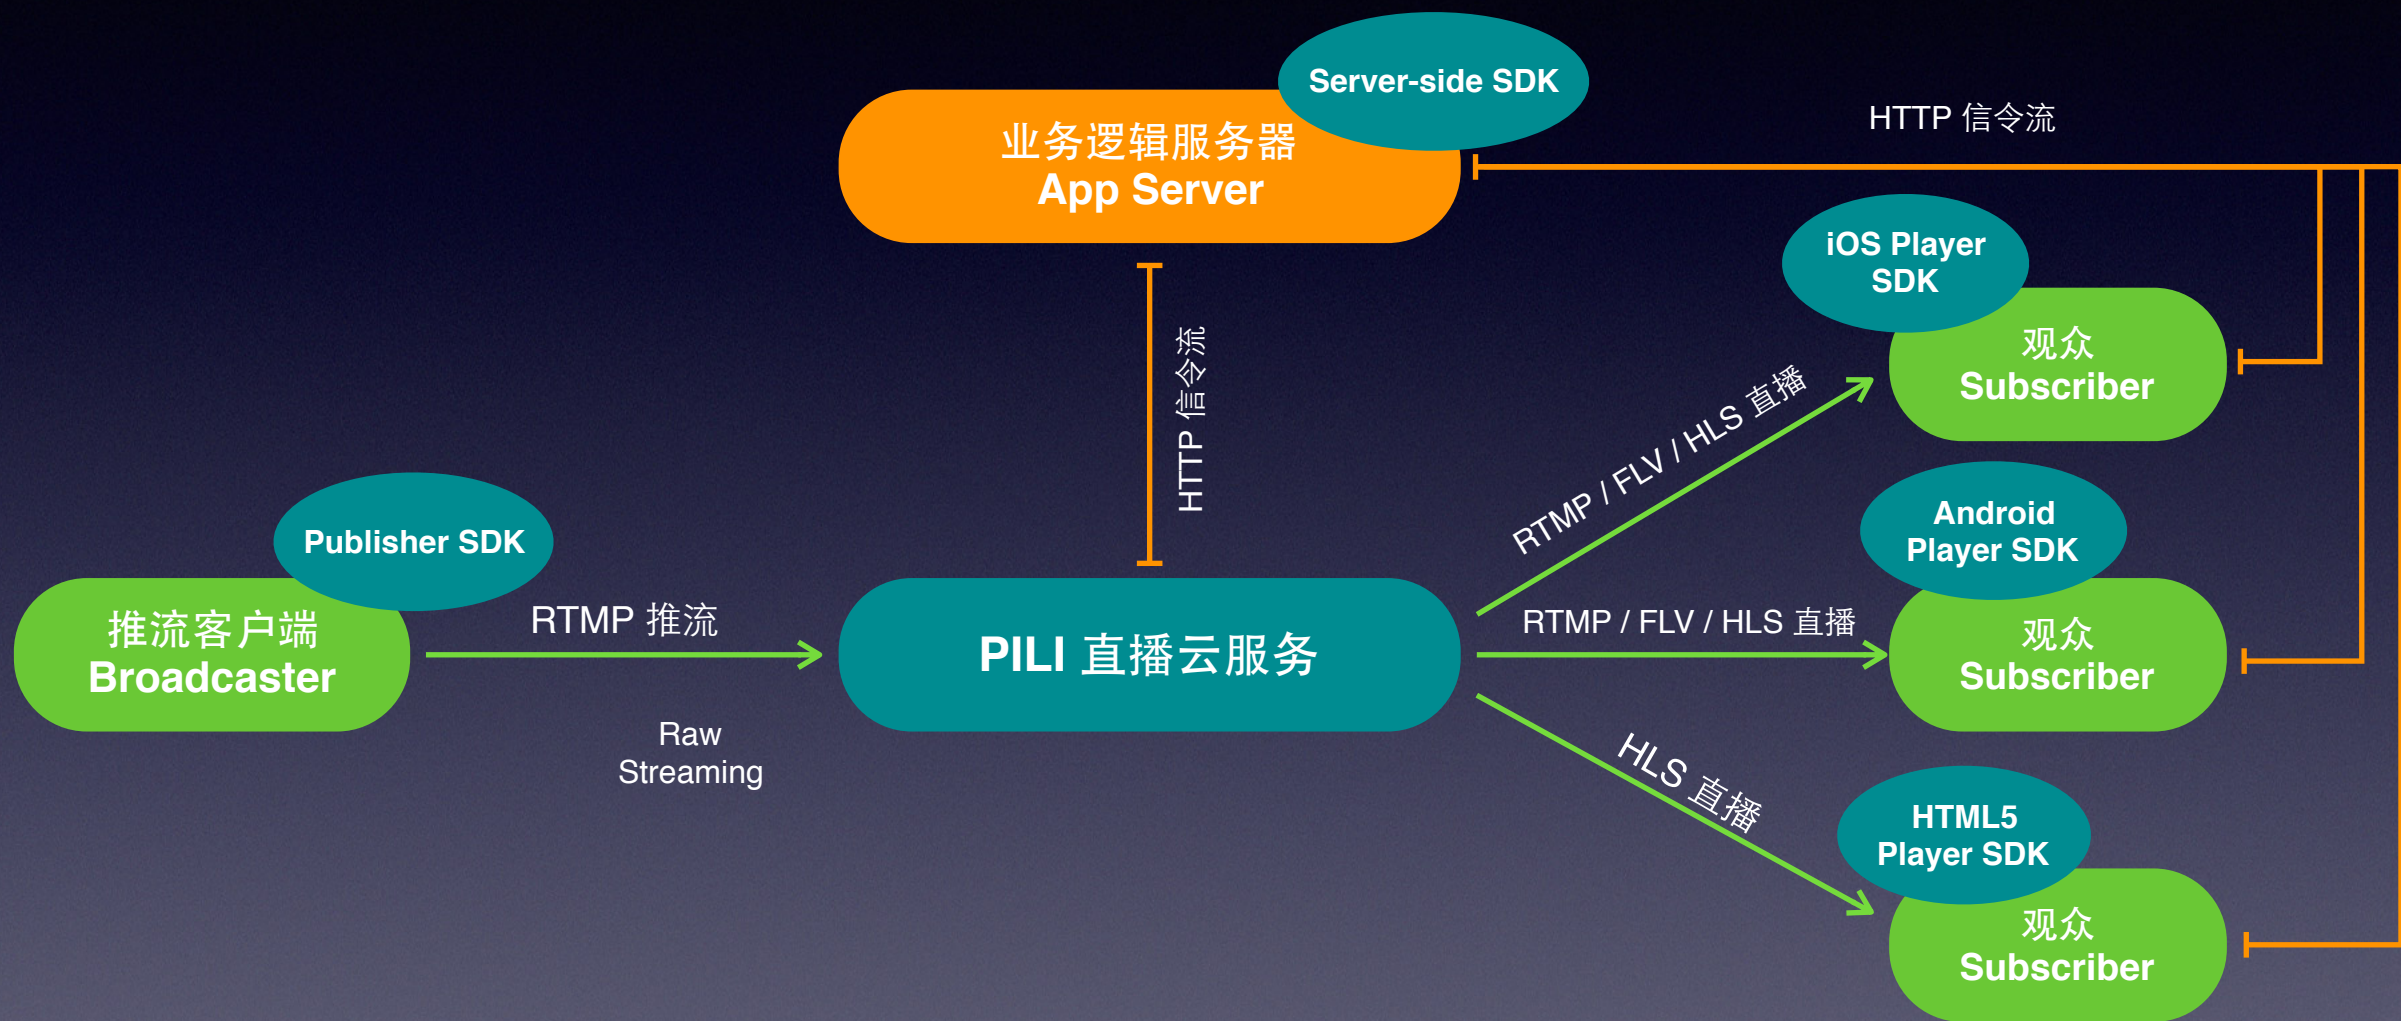 Server-side SDK
业务逻辑服务器
App Server
HTTP 信令流
iOS Player
SDK
观众
Subscriber
HTTP 信令流
RTMP / FLV / HLS 直播
Android
Player SDK
Publisher SDK
推流客户端
Broadcaster
RTMP 推流
PILI 直播云服务
RTMP / FLV / HLS 直播
观众
Subscriber
Raw
Streaming
HLS 直播
HTML5
Player SDK
观众
Subscriber